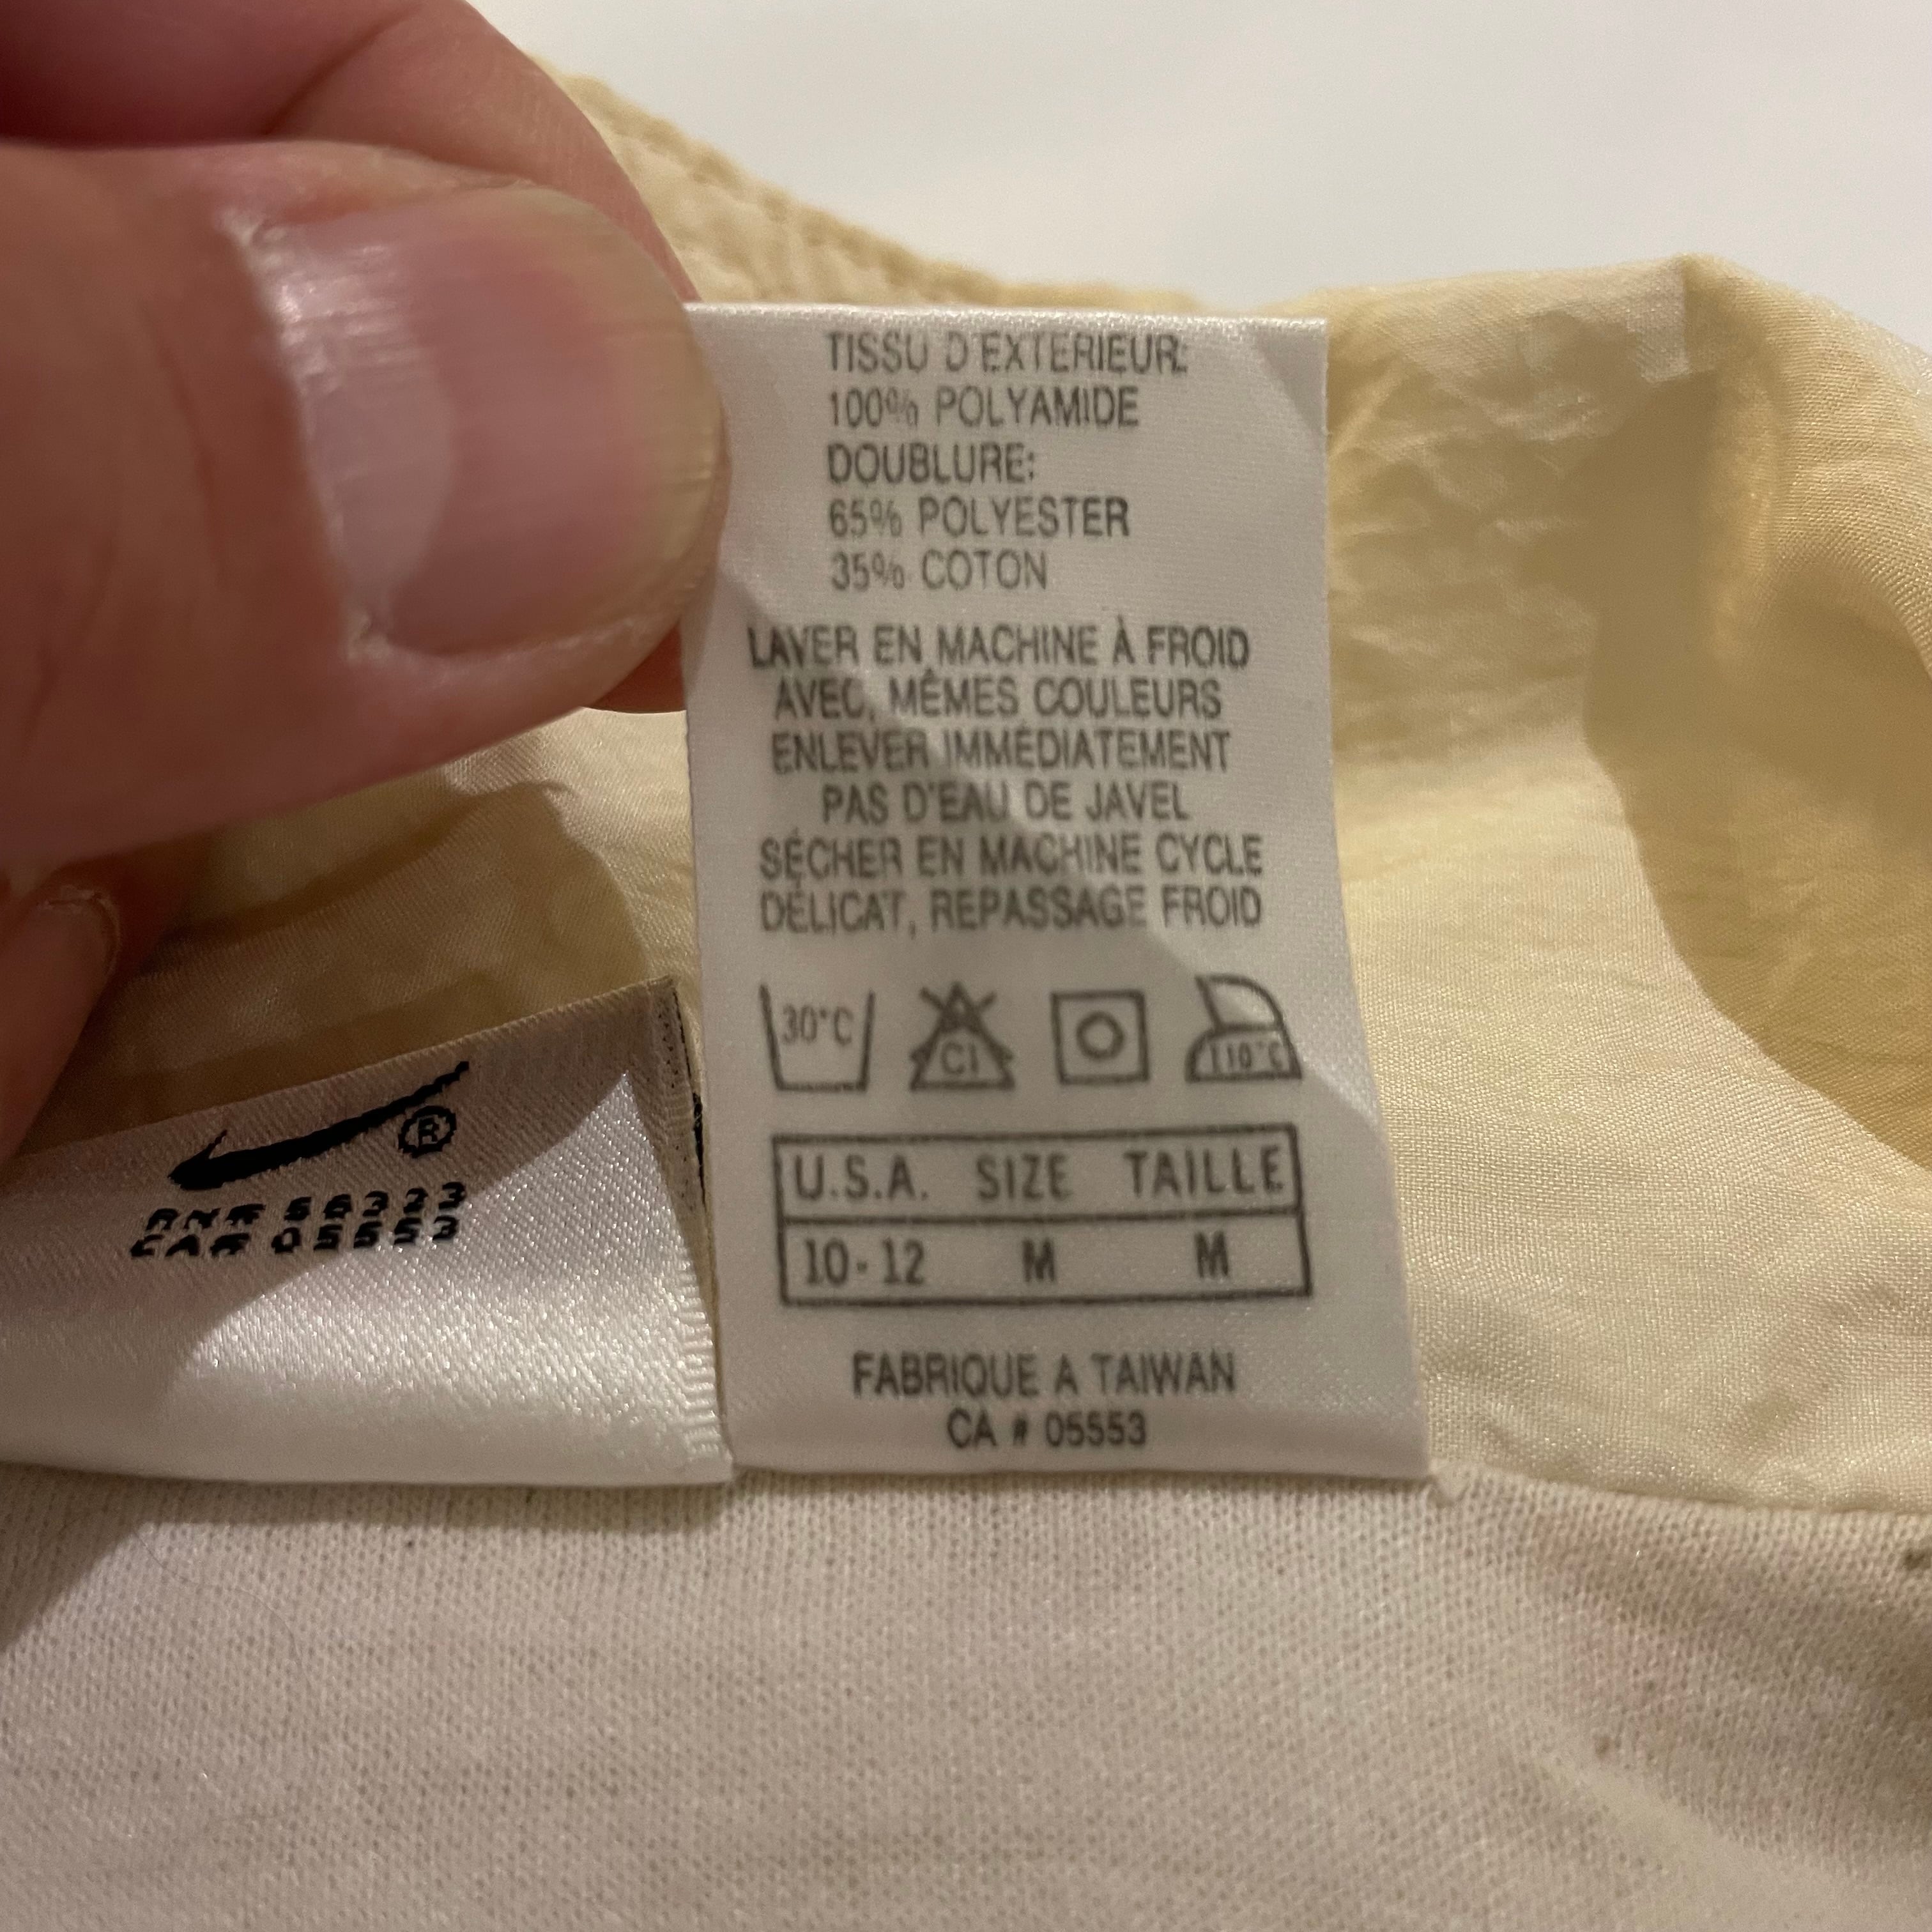 TISSU D'EXTERIEUR:
100% POLYAMIDE
DOUBLURE:
65% POLYESTER
35% COTON
LAVER EN MACHINE À FROID
AVEC, MÊMES COULEURS
ENLEVER IMMÉDIATEMENT
PAS D'EAU DE JAVEL
SÉCHER EN MACHINE CYCLE
DÉLICAT, REPASSAGE FROID
30°C Cl 110°C
U.S.A. SIZE TAILLE
10-12 M M
FABRIQUE A TAIWAN
CA # 05553
®
RN# 56323
CA# 05553